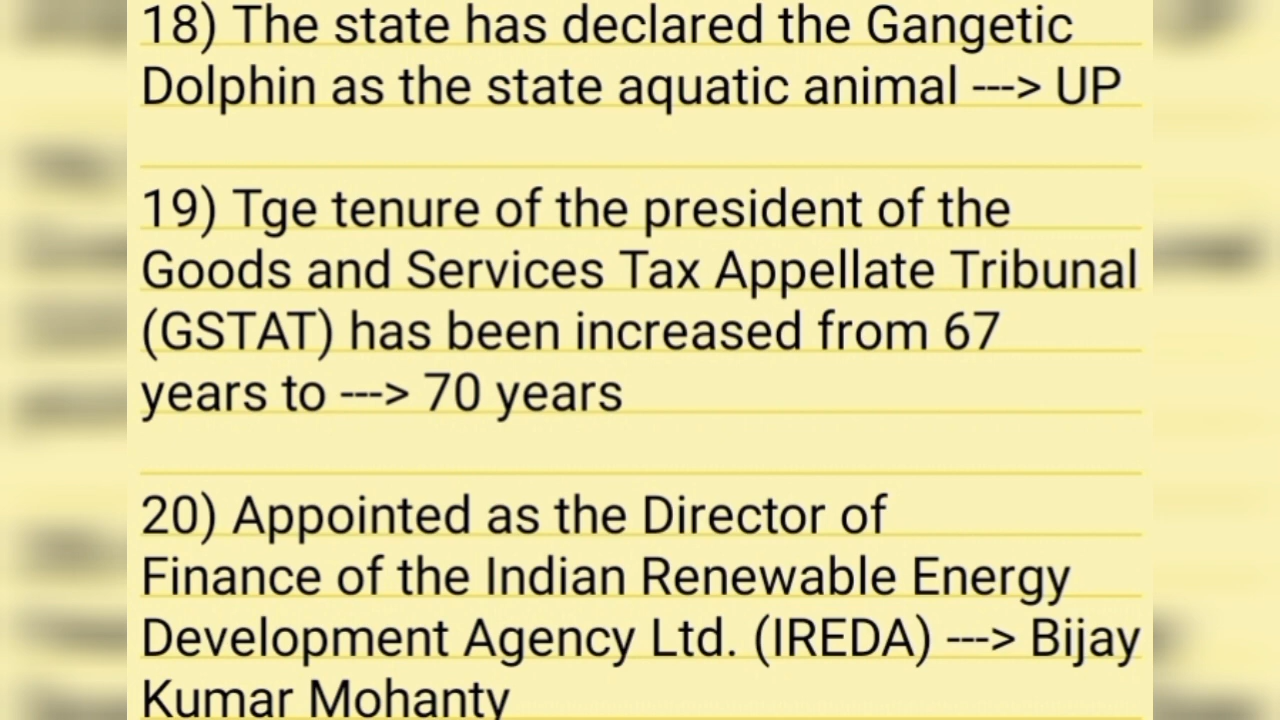 18) The state has declared the Gangetic
Dolphin as the state aquatic animal ---> UP
19) Tge tenure of the president of the
Goods and Services Tax Appellate Tribunal
(GSTAT) has been increased from 67
years to ---> 70 years
20) Appointed as the Director of
Finance of the Indian Renewable Energy
Development Agency Ltd. (IREDA) ---> Bijay
Kumar Mohanty